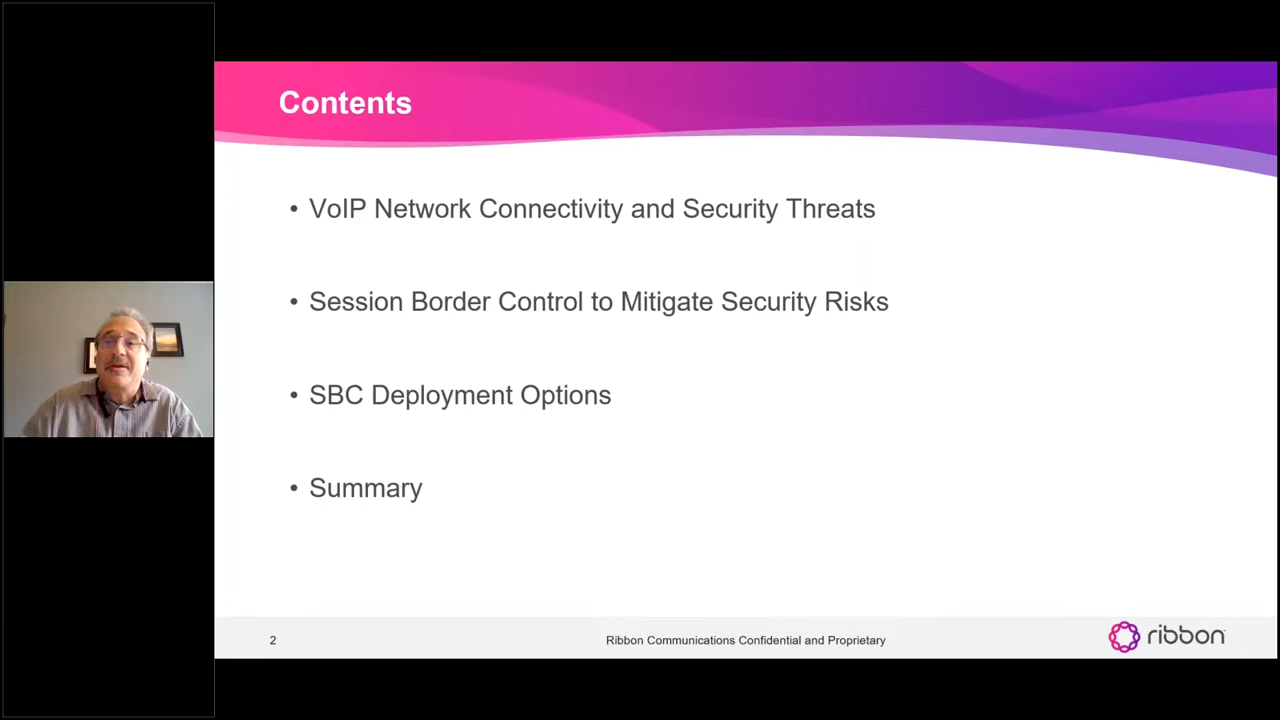 Contents
• VoIP Network Connectivity and Security Threats
• Session Border Control to Mitigate Security Risks
• SBC Deployment Options
• Summary
2
Ribbon Communications Confidential and Proprietary
ribbon